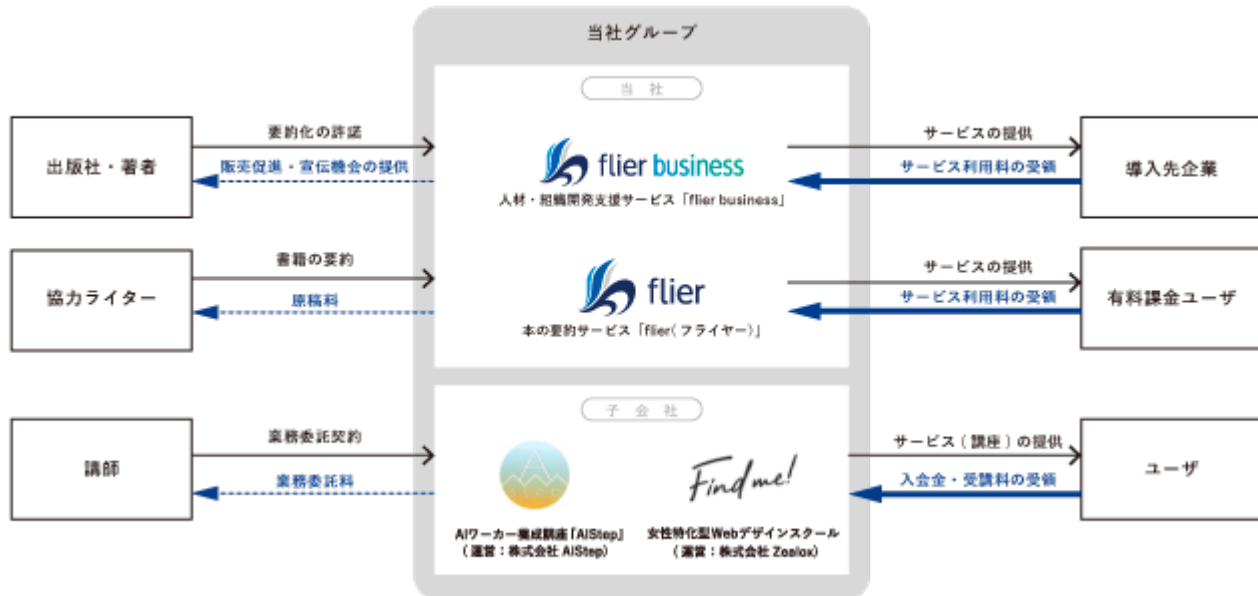 当社グループ
当社
出版社・著者
要約化の許諾
販売促進・宣伝機会の提供
flier business
人材・組織開発支援サービス「flier business」
サービスの提供
サービス利用料の受領
導入先企業
協力ライター
書籍の要約
原稿料
flier
本の要約サービス「flier(フライヤー)」
サービスの提供
サービス利用料の受領
有料課金ユーザ
子会社
講師
業務委託契約
業務委託料
A
Step
AIワーカー養成講座「AIStep」
(運営：株式会社 AIStep)
Find me!
女性特化型Webデザインスクール
(運営：株式会社 Zealox)
サービス(講座)の提供
入会金・受講料の受領
ユーザ